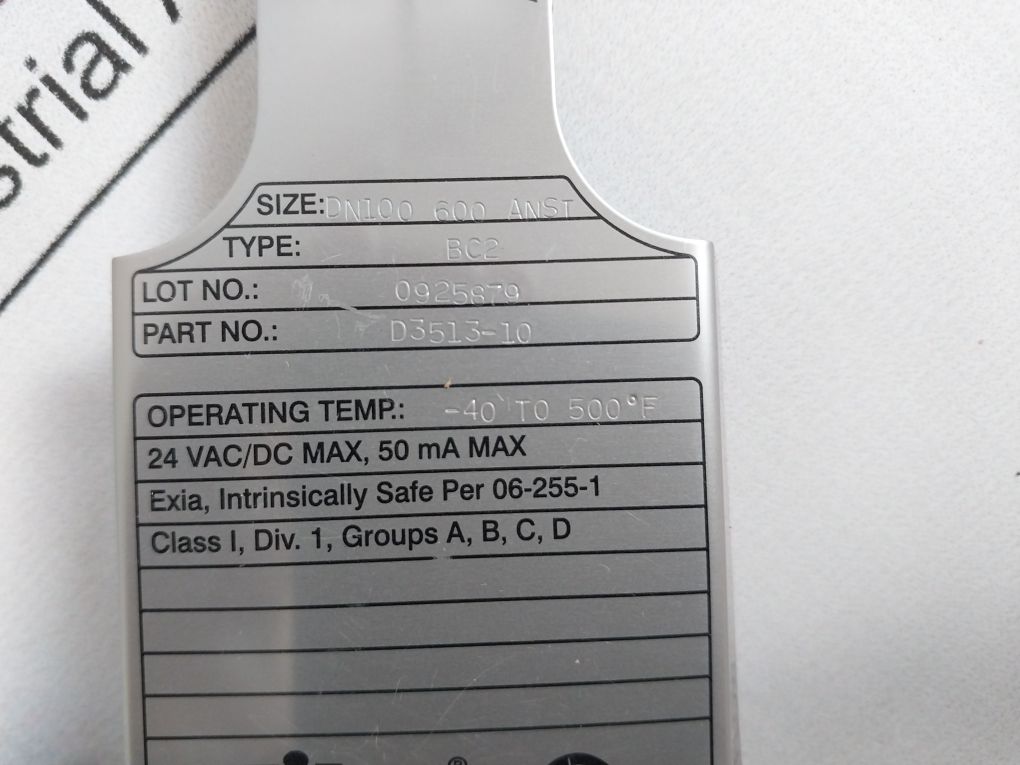 strial
SIZE: DN100 600 ANSI
TYPE: BC2
LOT NO.: 0925879
PART NO.: D3513-10
OPERATING TEMP.: -40 TO 500°F
24 VAC/DC MAX, 50 mA MAX
Exia, Intrinsically Safe Per 06-255-1
Class I, Div. 1, Groups A, B, C, D
®